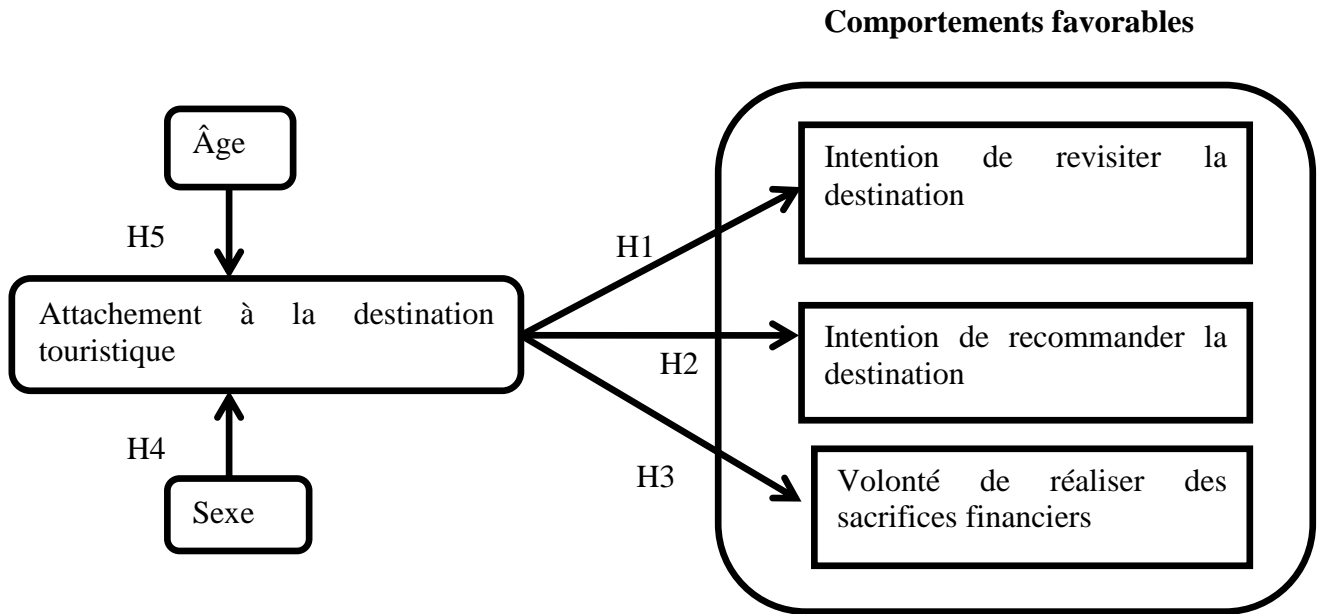 Comportements favorables
Âge
H5
Attachement à la destination
touristique
H4
Sexe
H1
H2
H3
Intention de revisiter la
destination
Intention de recommander la
destination
Volonté de réaliser des
sacrifices financiers